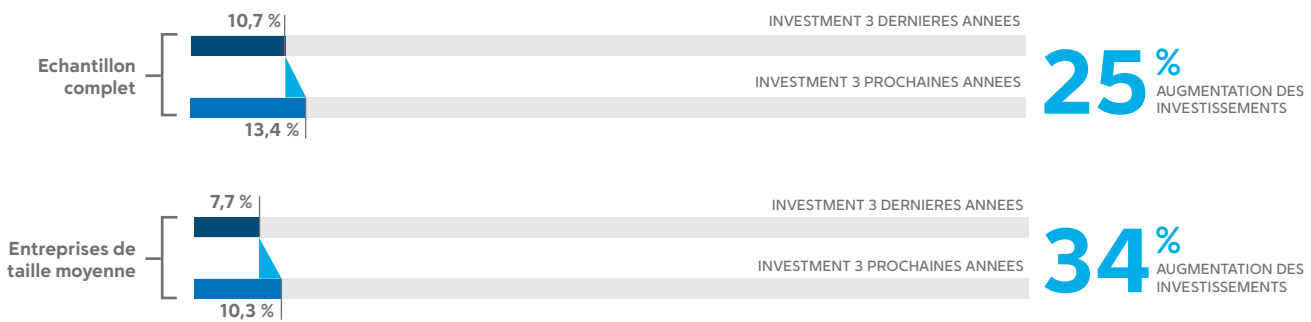 10,7 %
INVESTMENT 3 DERNIERES ANNEES
Echantillon
complet
INVESTMENT 3 PROCHAINES ANNEES
13,4 %
25%
AUGMENTATION DES
INVESTISSEMENTS
7,7 %
INVESTMENT 3 DERNIERES ANNEES
Entreprises de
taille moyenne
INVESTMENT 3 PROCHAINES ANNEES
10,3 %
34%
AUGMENTATION DES
INVESTISSEMENTS